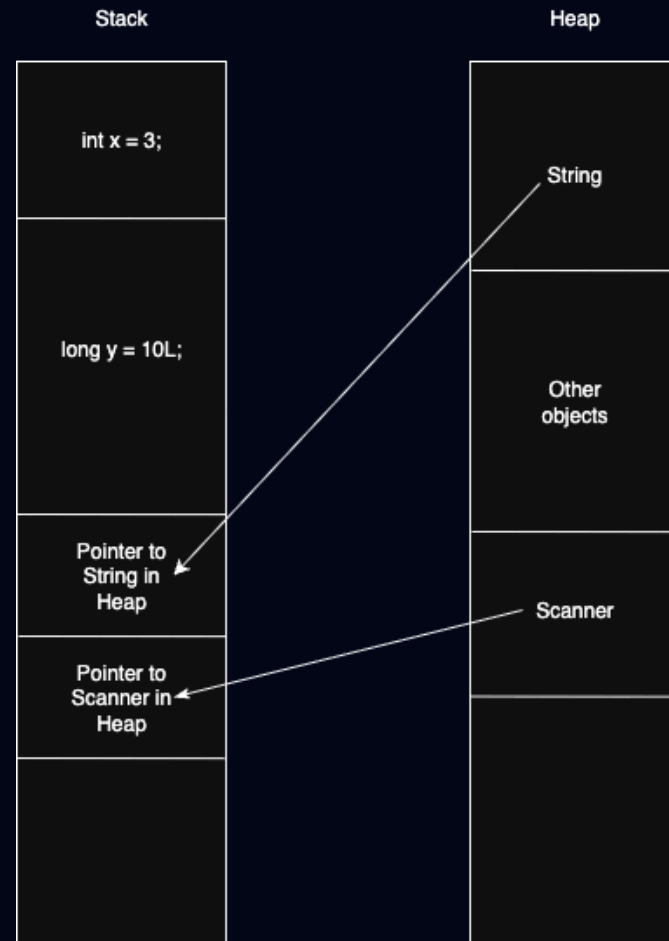 Stack
Heap
int x = 3;
String
long y = 10L;
Other
objects
Pointer to
String in
Heap
Scanner
Pointer to
Scanner in
Heap